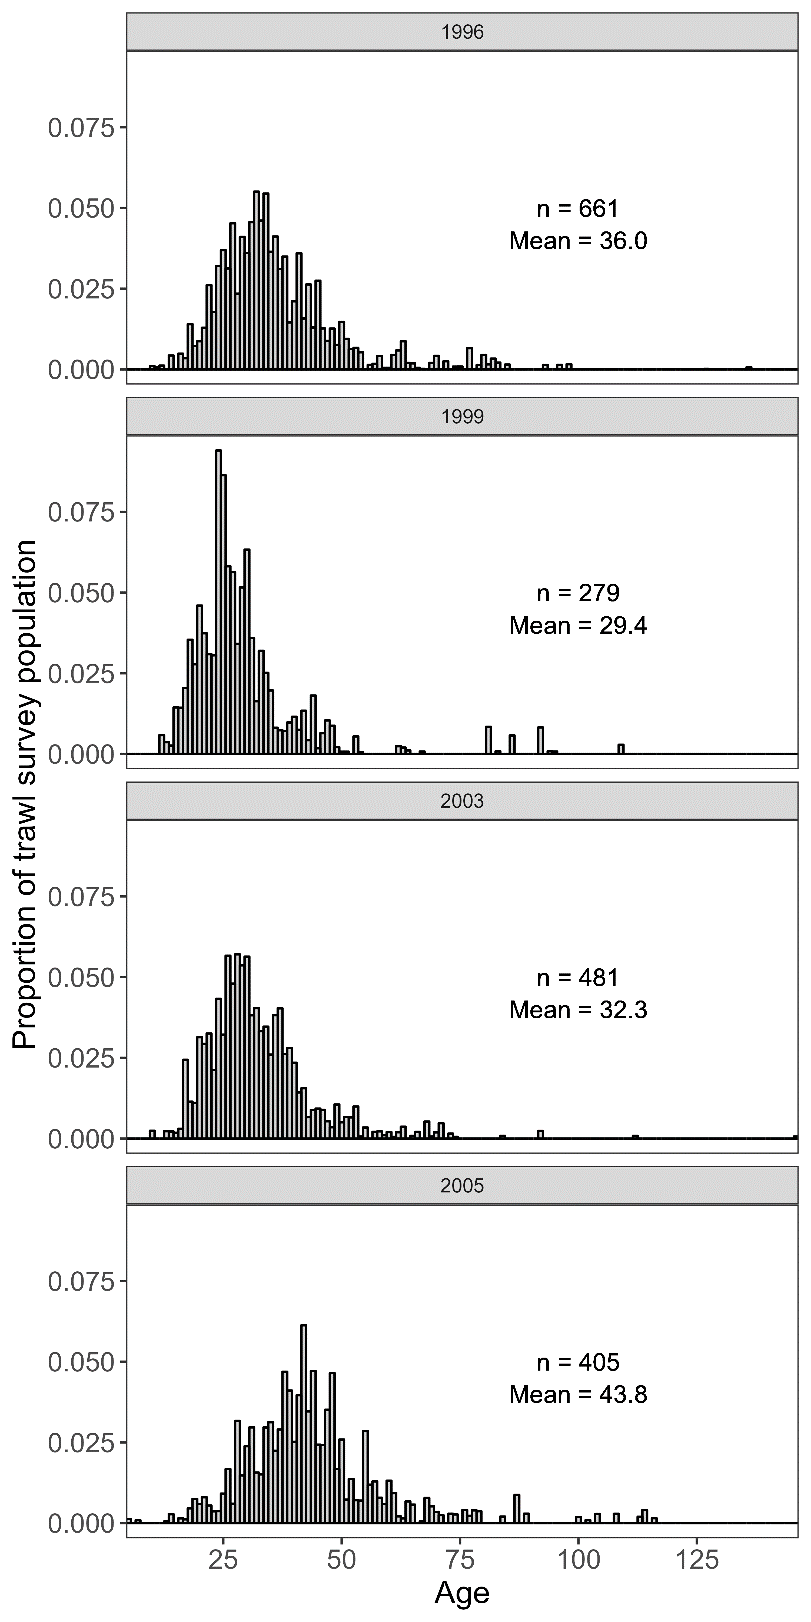 1996
0.075
0.050
0.025
0.000
n = 661
Mean = 36.0
1999
0.075
0.050
0.025
0.000
n = 279
Mean = 29.4
2003
0.075
0.050
0.025
0.000
n = 481
Mean = 32.3
2005
0.075
0.050
0.025
0.000
n = 405
Mean = 43.8
25 50 75 100 125
Age
Proportion of trawl survey population